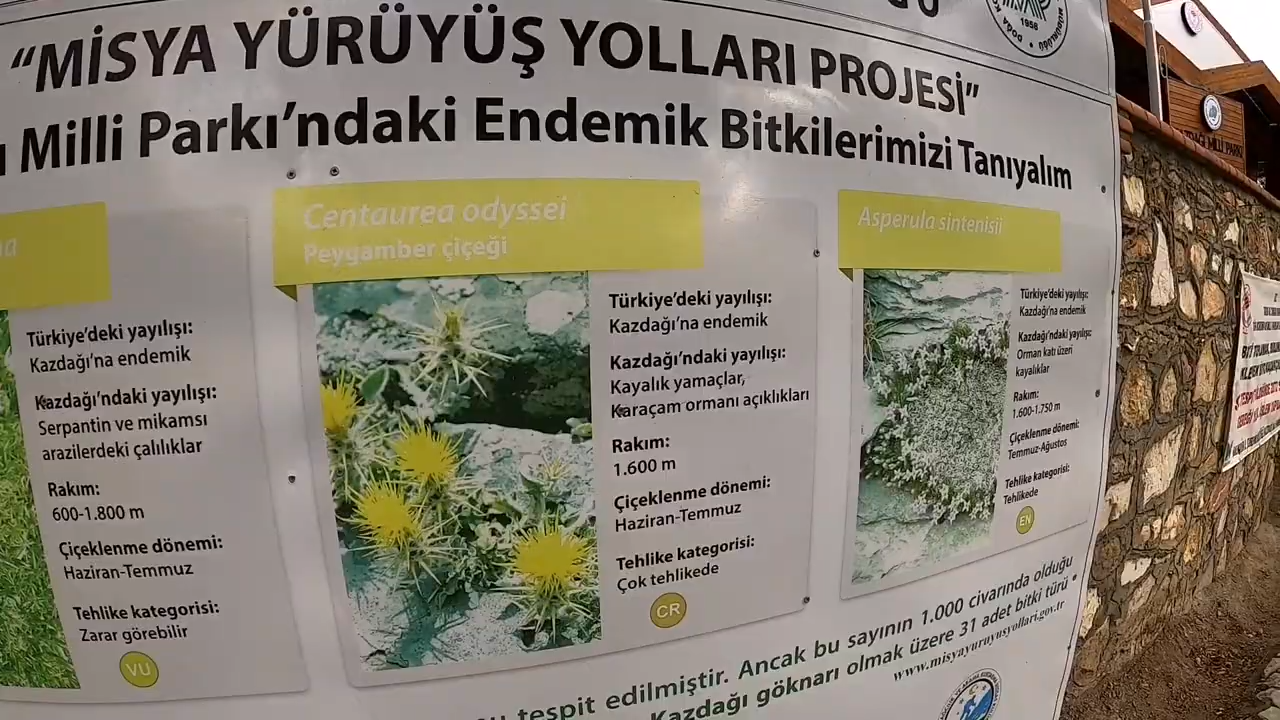 "MİSYA YÜRÜYÜŞ YOLLARI PROJESİ"
Milli Parkı'ndaki Endemik Bitkilerimizi Tanıyalım
1958
Türkiye'deki yayılışı:
Kazdağı'na endemik
Kazdağı'ndaki yayılışı:
Serpantin ve mikamsı
arazilerdeki çalılıklar
Rakım:
600-1.800 m
Çiçeklenme dönemi:
Haziran-Temmuz
Tehlike kategorisi:
Zarar görebilir
VU
Centaurea odyssei
Peygamber çiçeği
Türkiye'deki yayılışı:
Kazdağı'na endemik
Kazdağı'ndaki yayılışı:
Kayalık yamaçlar,
Karaçam ormanı açıklıkları
Rakım:
1.600 m
Çiçeklenme dönemi:
Haziran-Temmuz
Tehlike kategorisi:
Çok tehlikede
CR
Asperula sintenisii
Türkiye'deki yayılışı:
Kazdağı'na endemik
Kazdağı'ndaki yayılışı:
Orman katı üzeri
kayalıklar
Rakım:
1.600-1.750 m
Çiçeklenme dönemi:
Temmuz-Ağustos
Tehlike kategorisi:
Tehlikede
EN
tespit edilmiştir. Ancak bu sayının 1.000 civarında olduğu
Kazdağı göknarı olmak üzere 31 adet bitki türü
www.misyayuruyusyollari.gov.tr
MİLLİ PARKI